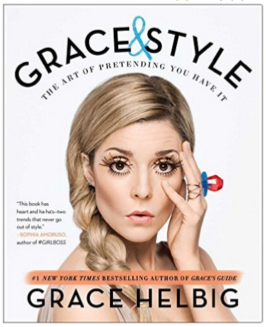 GRACE & STYLE
THE ART OF PRETENDING YOU HAVE IT
"This book has
heart and he's–two
trends that never go
out of style."
–SOPHIA AMORUSO,
author of #GIRLBOSS
#1 NEW YORK TIMES BESTSELLING AUTHOR OF GRACE'S GUIDE
GRACE HELBIG